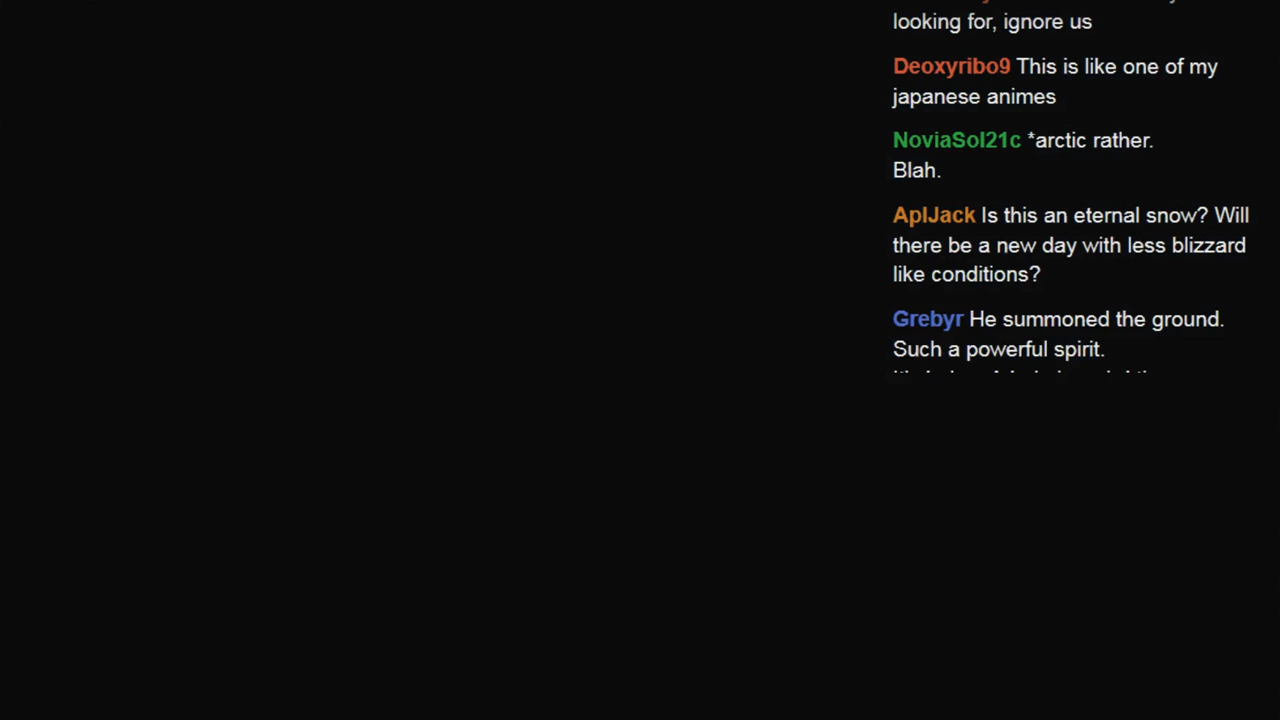 looking for, ignore us
Deoxyribo9 This is like one of my
japanese animes
NoviaSol21c *arctic rather.
Blah.
AplJack Is this an eternal snow? Will
there be a new day with less blizzard
like conditions?
Grebyr He summoned the ground.
Such a powerful spirit.